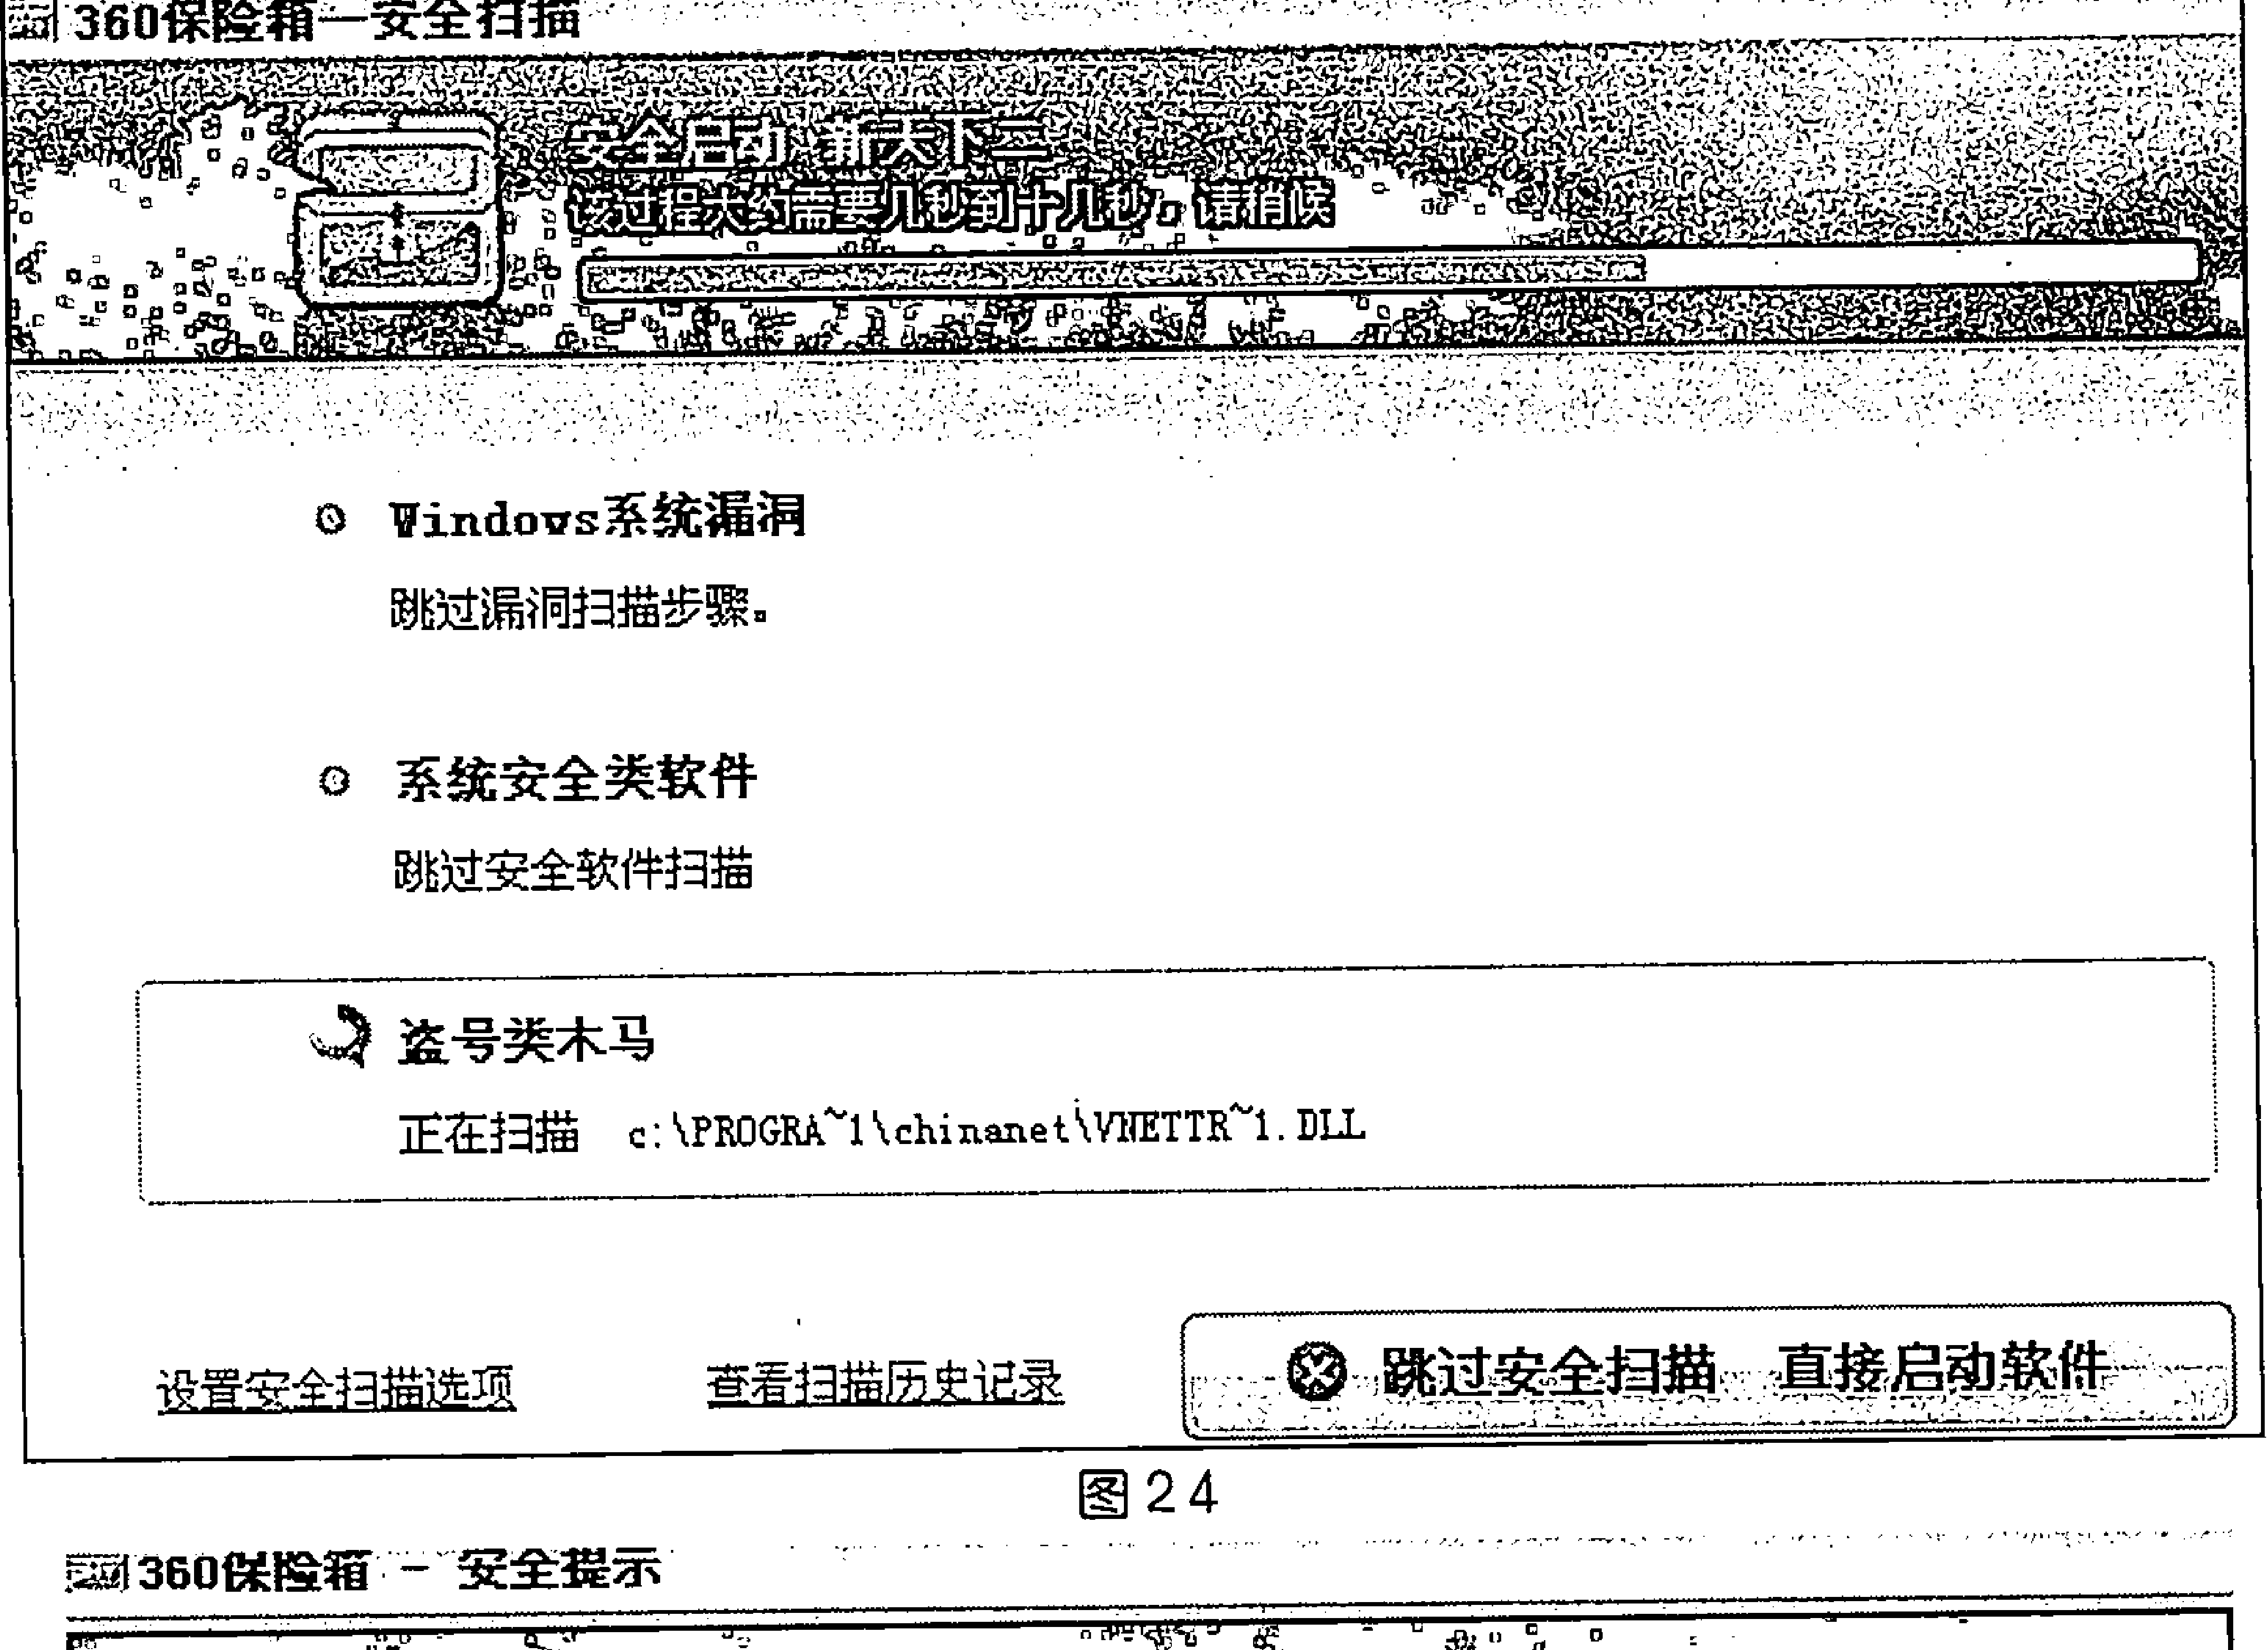 360保险箱—安全扫描
安全启动 新天下二
该过程大约需要几秒到十几秒，请稍候
Windows系统漏洞
跳过漏洞扫描步骤。
系统安全类软件
跳过安全软件扫描
盗号类木马
正在扫描 c:\PROGRA~1\chinanet\VNETTR~1.DLL
设置安全扫描选项 查看扫描历史记录 跳过安全扫描 直接启动软件
图24
360保险箱 - 安全提示